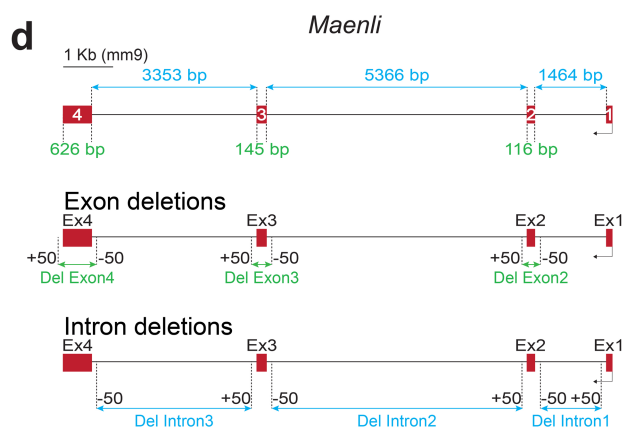 d
Maenli
1 Kb (mm9)
3353 bp 5366 bp 1464 bp
4 3 2 1
626 bp 145 bp 116 bp
Exon deletions
Ex4 Ex3 Ex2 Ex1
+50 -50 +50 -50 +50 -50
Del Exon4 Del Exon3 Del Exon2
Intron deletions
Ex4 Ex3 Ex2 Ex1
-50 +50 -50 +50 -50 +50
Del Intron3 Del Intron2 Del Intron1